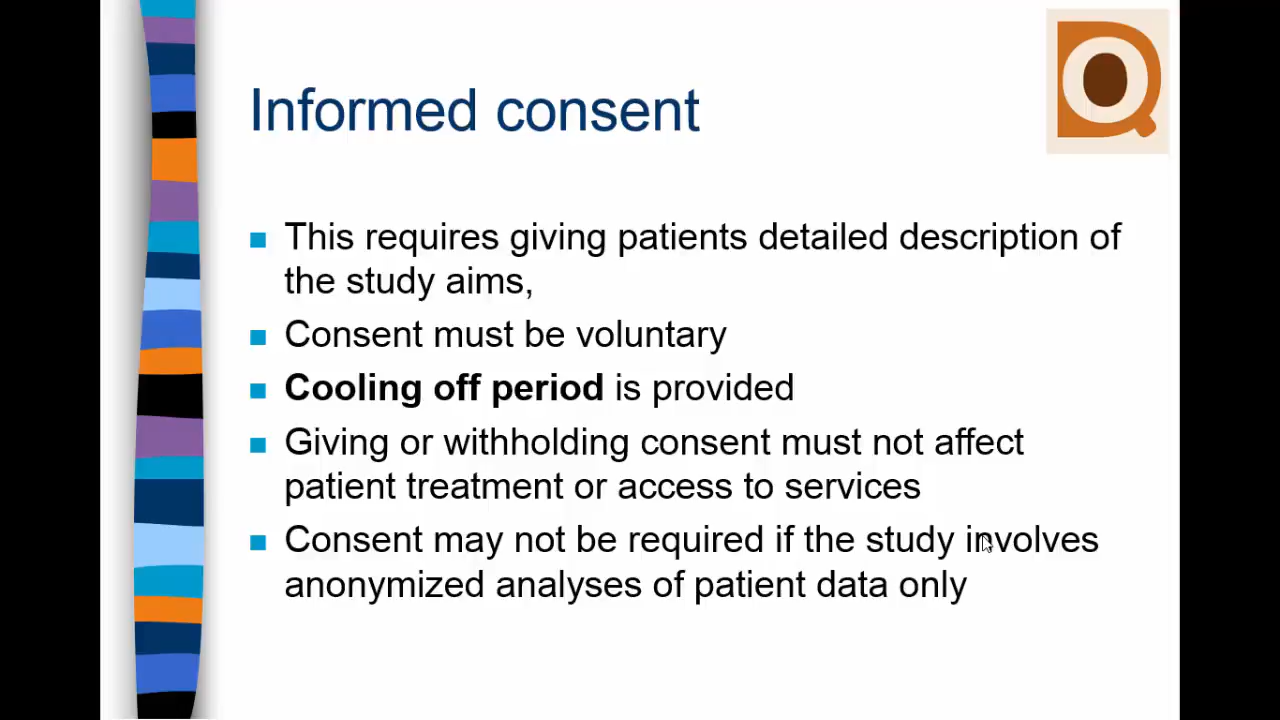 Informed consent
This requires giving patients detailed description of
the study aims,
Consent must be voluntary
Cooling off period is provided
Giving or withholding consent must not affect
patient treatment or access to services
Consent may not be required if the study involves
anonymized analyses of patient data only